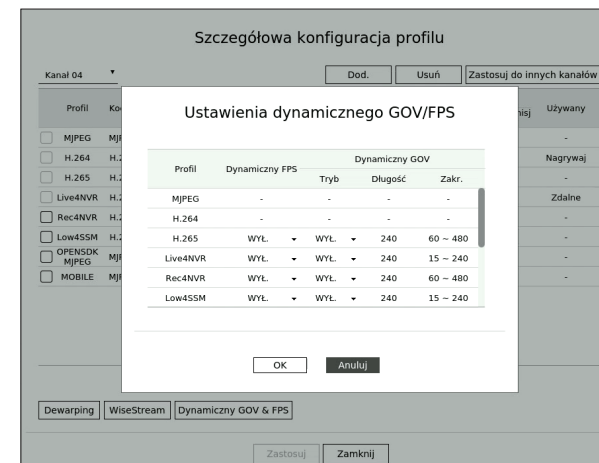 Szczegółowa konfiguracja profilu
Kanał 04
Dod.
Usuń
Zastosuj do innych kanałów
Profil
Używany
Ustawienia dynamicznego GOV/FPS
MJPEG
-
H.264
Nagrywaj
H.265
-
Live4NVR
Zdalne
Rec4NVR
-
Low4SSM
-
OPENSDK
MJPEG
-
MOBILE
-
Profil
Dynamiczny FPS
Dynamiczny GOV
Tryb
Długość
Zakr.
MJPEG - - - -
H.264 - - - -
H.265 WYŁ. WYŁ. 240 60 ~ 480
Live4NVR WYŁ. WYŁ. 240 15 ~ 240
Rec4NVR WYŁ. WYŁ. 240 60 ~ 480
Low4SSM WYŁ. WYŁ. 240 15 ~ 240
OK
Anuluj
Dewarping
WiseStream
Dynamiczny GOV & FPS
Zastosuj
Zamknij